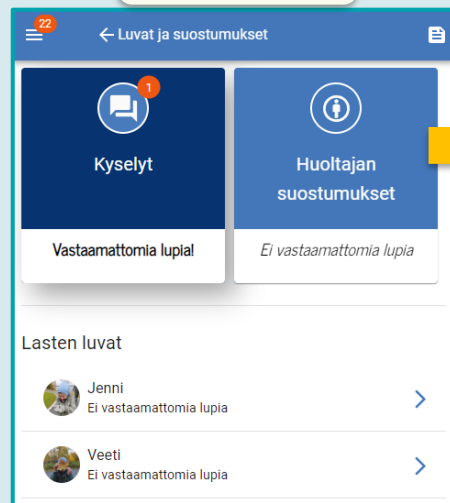 22
Luvat ja suostumukset
1
Kyselyt
Vastaamattomia lupia!
Huoltajan
suostumukset
Ei vastaamattomia lupia
Lasten luvat
Jenni
Ei vastaamattomia lupia
Veeti
Ei vastaamattomia lupia